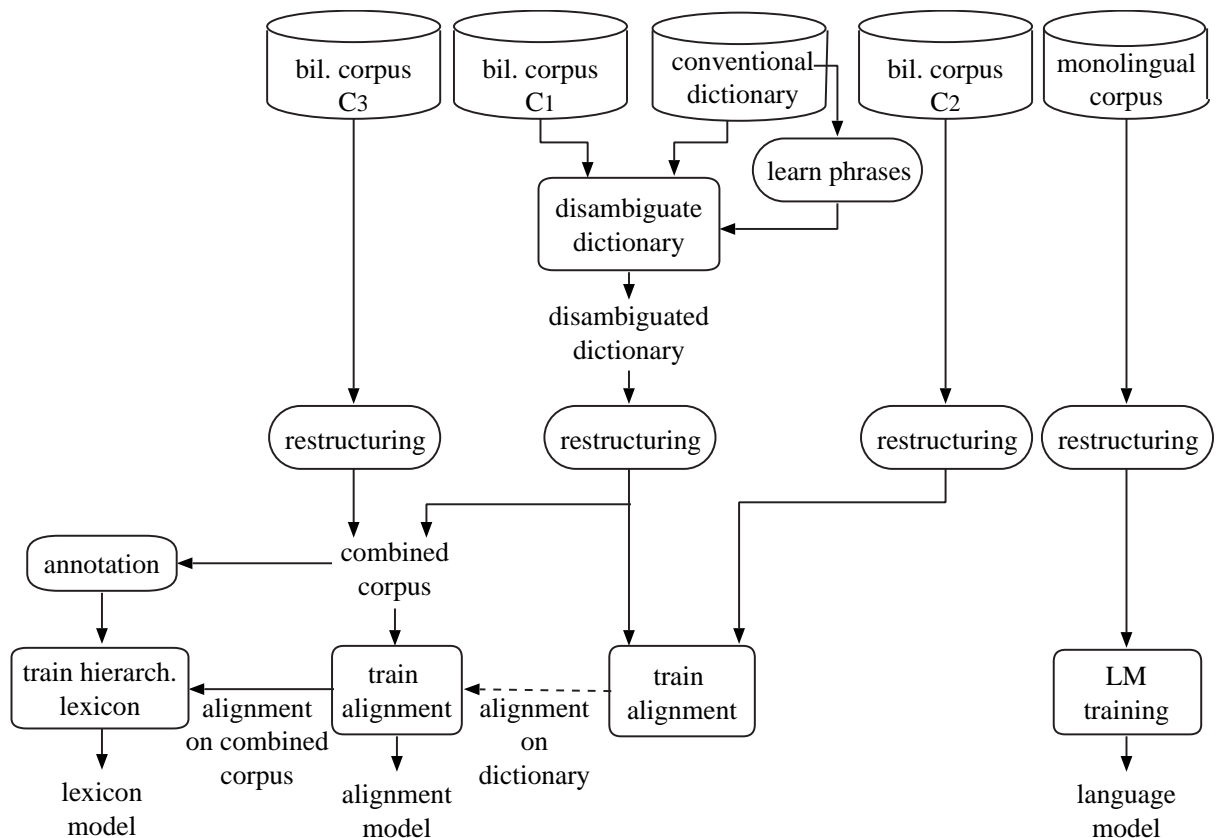 bil. corpus
C3
bil. corpus
C1
conventional
dictionary
bil. corpus
C2
monolingual
corpus
learn phrases
disambiguate
dictionary
disambiguated
dictionary
restructuring
restructuring
restructuring
restructuring
annotation
combined
corpus
train hierarch.
lexicon
alignment
on combined
corpus
train
alignment
alignment
on
dictionary
train
alignment
LM
training
lexicon
model
alignment
model
language
model